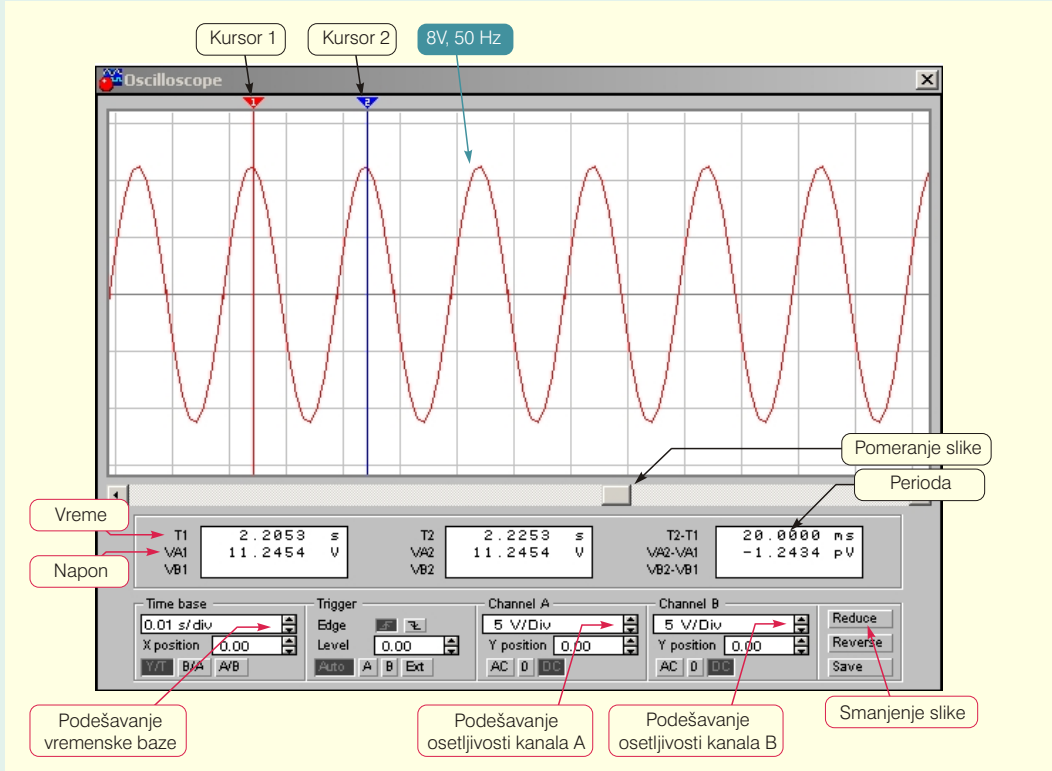 Kursor 1
Kursor 2
8V, 50 Hz
Oscilloscope
1
2
Pomeranje slike
Perioda
Vreme
Napon
T1 2.2053 s
VA1 11.2454 V
VB1
T2 2.2253 s
VA2 11.2454 V
VB2
T2-T1 20.0000 ms
VA2-VA1 -1.2434 pV
VB2-VB1
Time base
0.01 s/div
X position 0.00
Y/T B/A A/B
Trigger
Edge
Level 0.00
Auto A B Ext
Channel A
5 V/Div
Y position 0.00
AC 0 DC
Channel B
5 V/Div
Y position 0.00
AC 0 DC
Reduce
Reverse
Save
Podešavanje
vremenske baze
Podešavanje
osetljivosti kanala A
Podešavanje
osetljivosti kanala B
Smanjenje slike